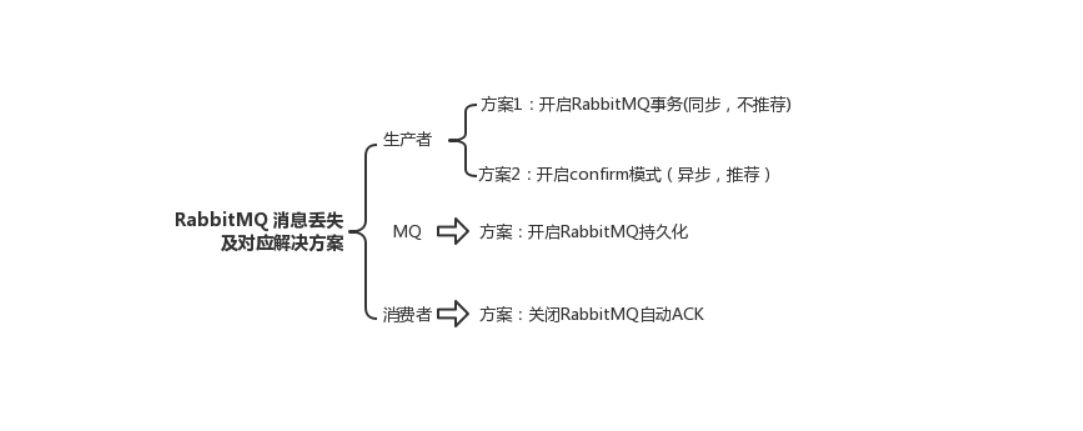 RabbitMQ 消息丢失
及对应解决方案
生产者
方案1：开启RabbitMQ事务(同步，不推荐)
方案2：开启confirm模式（异步，推荐）
MQ
方案：开启RabbitMQ持久化
消费者
方案：关闭RabbitMQ自动ACK